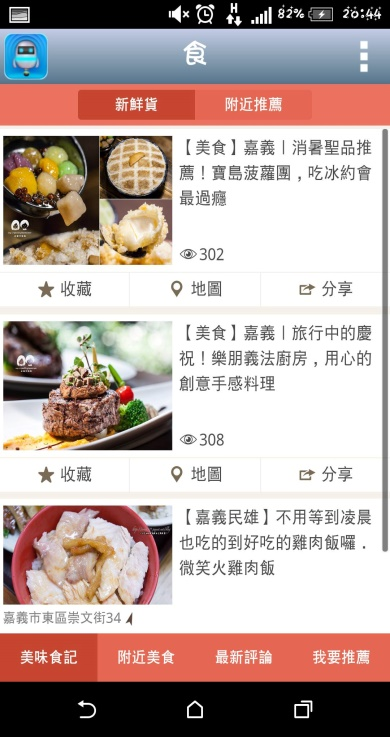 H 82% 20:44
食
新鮮貨 附近推薦
【美食】嘉義∣消暑聖品推
薦！寶島菠蘿團，吃冰約會
最過癮
302
收藏 地圖 分享
【美食】嘉義∣旅行中的慶
祝！樂朋義法廚房，用心的
創意手感料理
308
收藏 地圖 分享
【嘉義民雄】不用等到凌晨
也吃的到好吃的雞肉飯囉．
微笑火雞肉飯
嘉義市東區崇文街34
美味食記 附近美食 最新評論 我要推薦